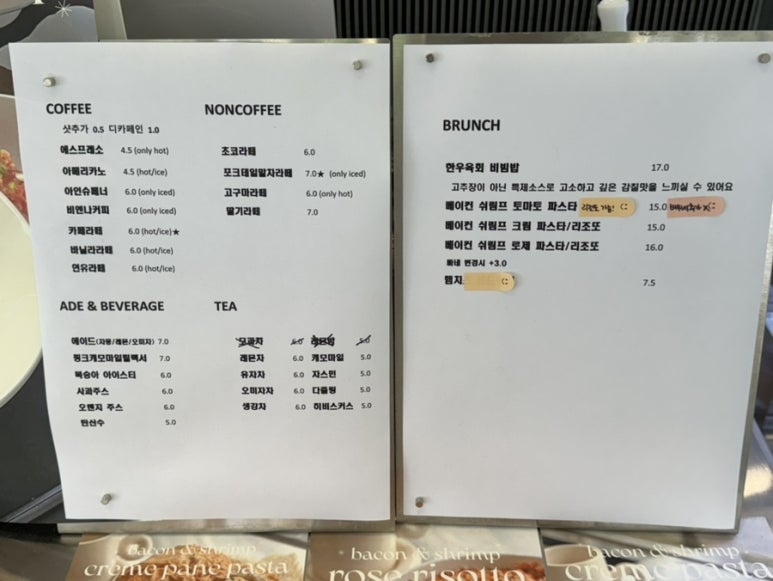 COFFEE
샷추가 0.5 디카페인 1.0
에스프레소 4.5 (only hot)
아메리카노 4.5 (hot/ice)
아인슈페너 6.0 (only iced)
비엔나커피 6.0 (only iced)
카페라떼 6.0 (hot/ice)★
바닐라라떼 6.0 (hot/ice)
연유라떼 6.0 (hot/ice)
NONCOFFEE
초코라떼 6.0
포크테일밀자라떼 7.0★ (only iced)
고구마라떼 6.0 (only hot)
딸기라떼 7.0
ADE & BEVERAGE
에이드(자몽/레몬/오미자) 7.0
핑크캐모마일릴렉서 7.0
복숭아 아이스티 6.0
사과주스 6.0
오렌지 주스 6.0
탄산수 5.0
TEA
모과차 6.0 5.0
레몬차 6.0 캐모마일 5.0
유자차 6.0 자스민 5.0
오미자차 6.0 다즐링 5.0
생강차 6.0 히비스커스 5.0
BRUNCH
한우육회 비빔밥 17.0
고추장이 아닌 특제소스로 고소하고 깊은 감칠맛을 느끼실 수 있어요
베이컨 쉬림프 토마토 파스타 리조또 가능! 15.0
베이컨 쉬림프 크림 파스타/리조또 15.0
베이컨 쉬림프 로제 파스타/리조또 16.0
빠네 변경시 +3.0
햄치 7.5
bacon & shrimp
crème pane pasta
bacon & shrimp
rose risotto
bacon & shrimp
creme pasta